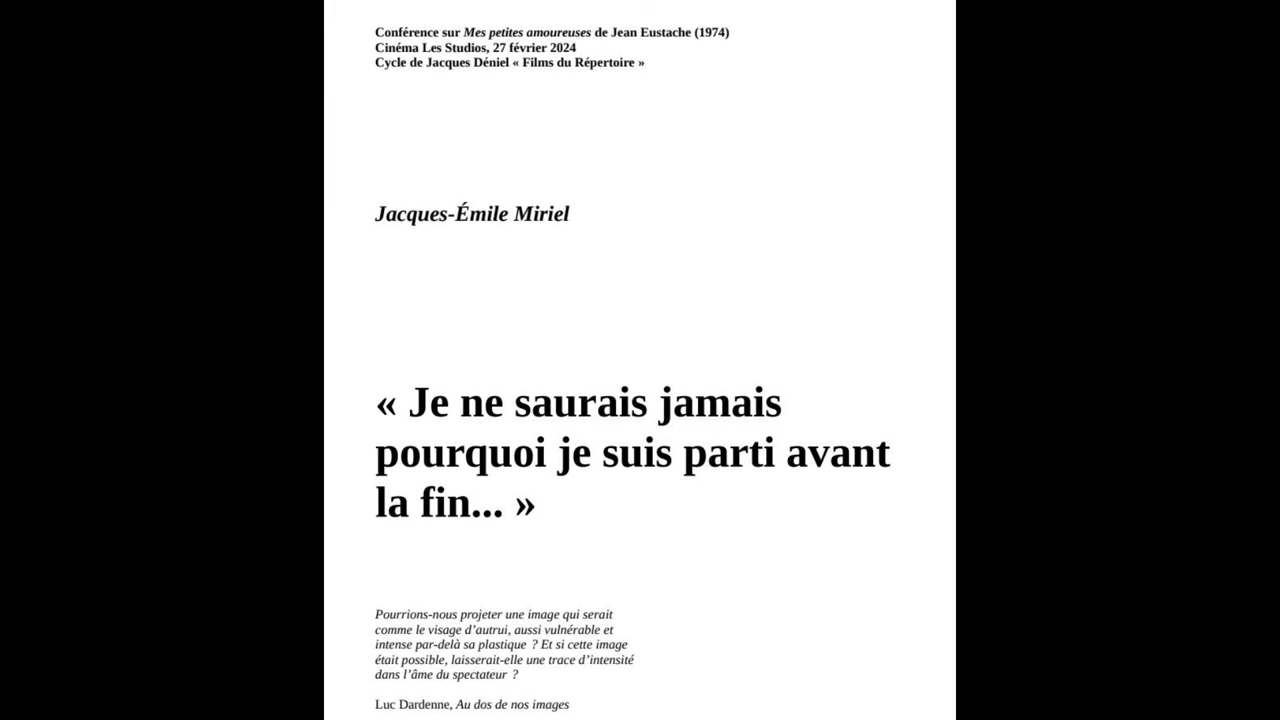 Conférence sur Mes petites amoureuses de Jean Eustache (1974)
Cinéma Les Studios, 27 février 2024
Cycle de Jacques Déniel « Films du Répertoire »
Jacques-Émile Miriel
« Je ne saurais jamais
pourquoi je suis parti avant
la fin... »
Pourrions-nous projeter une image qui serait
comme le visage d’autrui, aussi vulnérable et
intense par-delà sa plastique ? Et si cette image
était possible, laisserait-elle une trace d’intensité
dans l’âme du spectateur ?
Luc Dardenne, Au dos de nos images